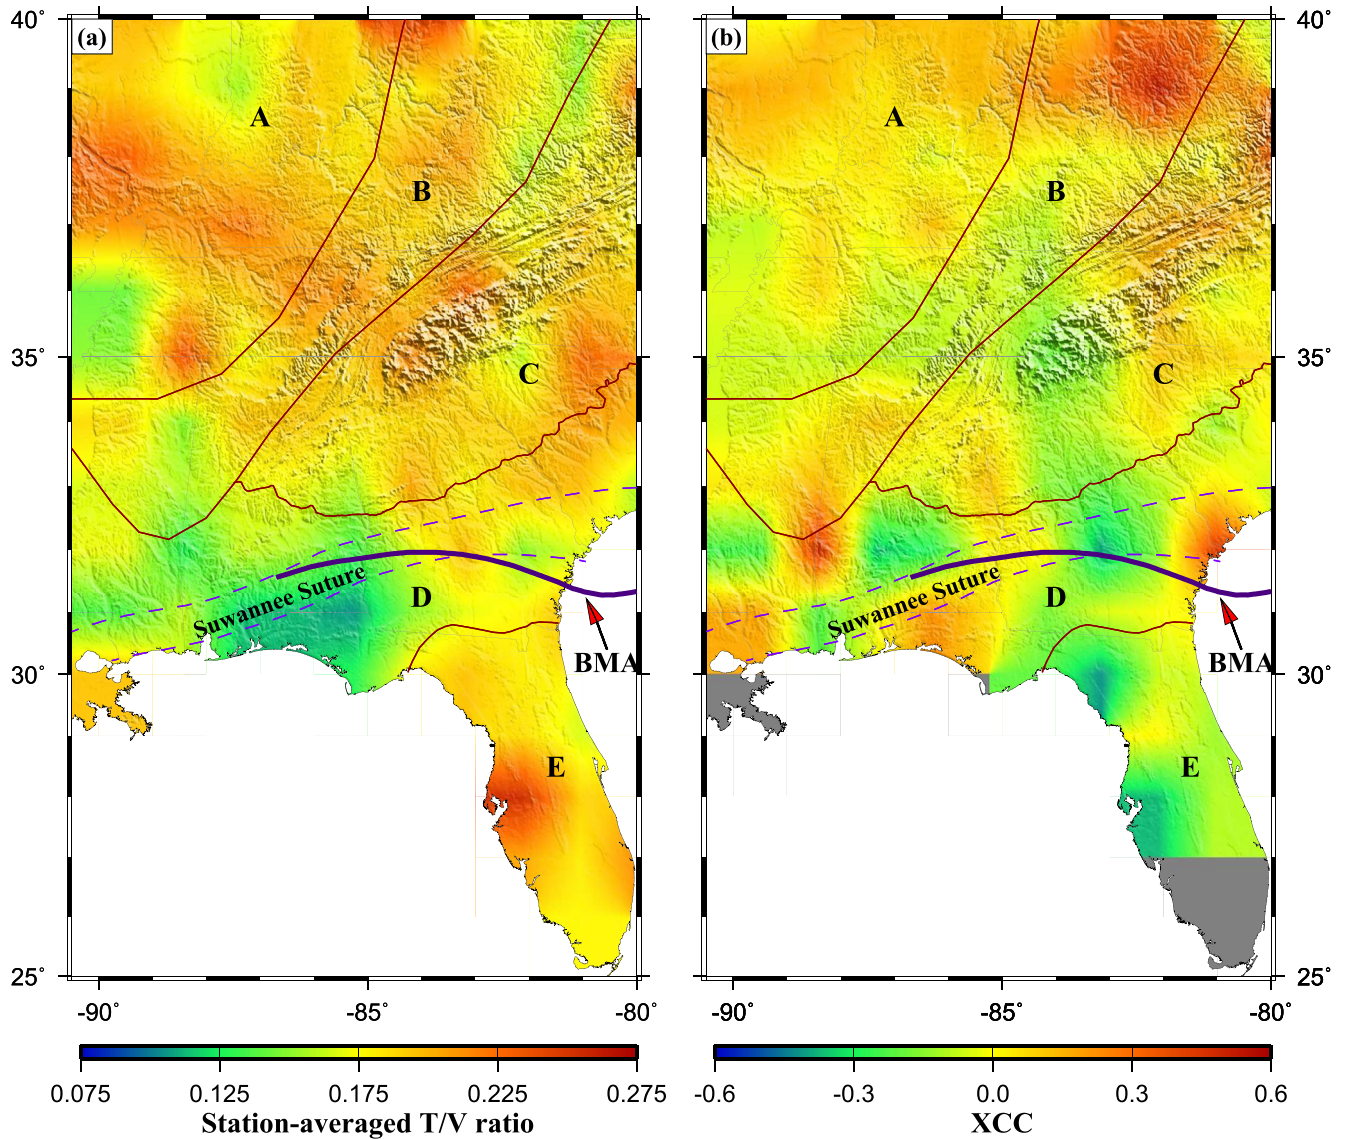 40°
(a)
(b)
40°
A
A
B
B
35°
C
C
35°
Suwannee Suture
D
Suwannee Suture
D
BMA
BMA
30°
30°
E
E
25°
25°
-90°
-85°
-80°
-90°
-85°
-80°
0.075
0.125
0.175
0.225
0.275
-0.6
-0.3
0.0
0.3
0.6
Station-averaged T/V ratio
XCC